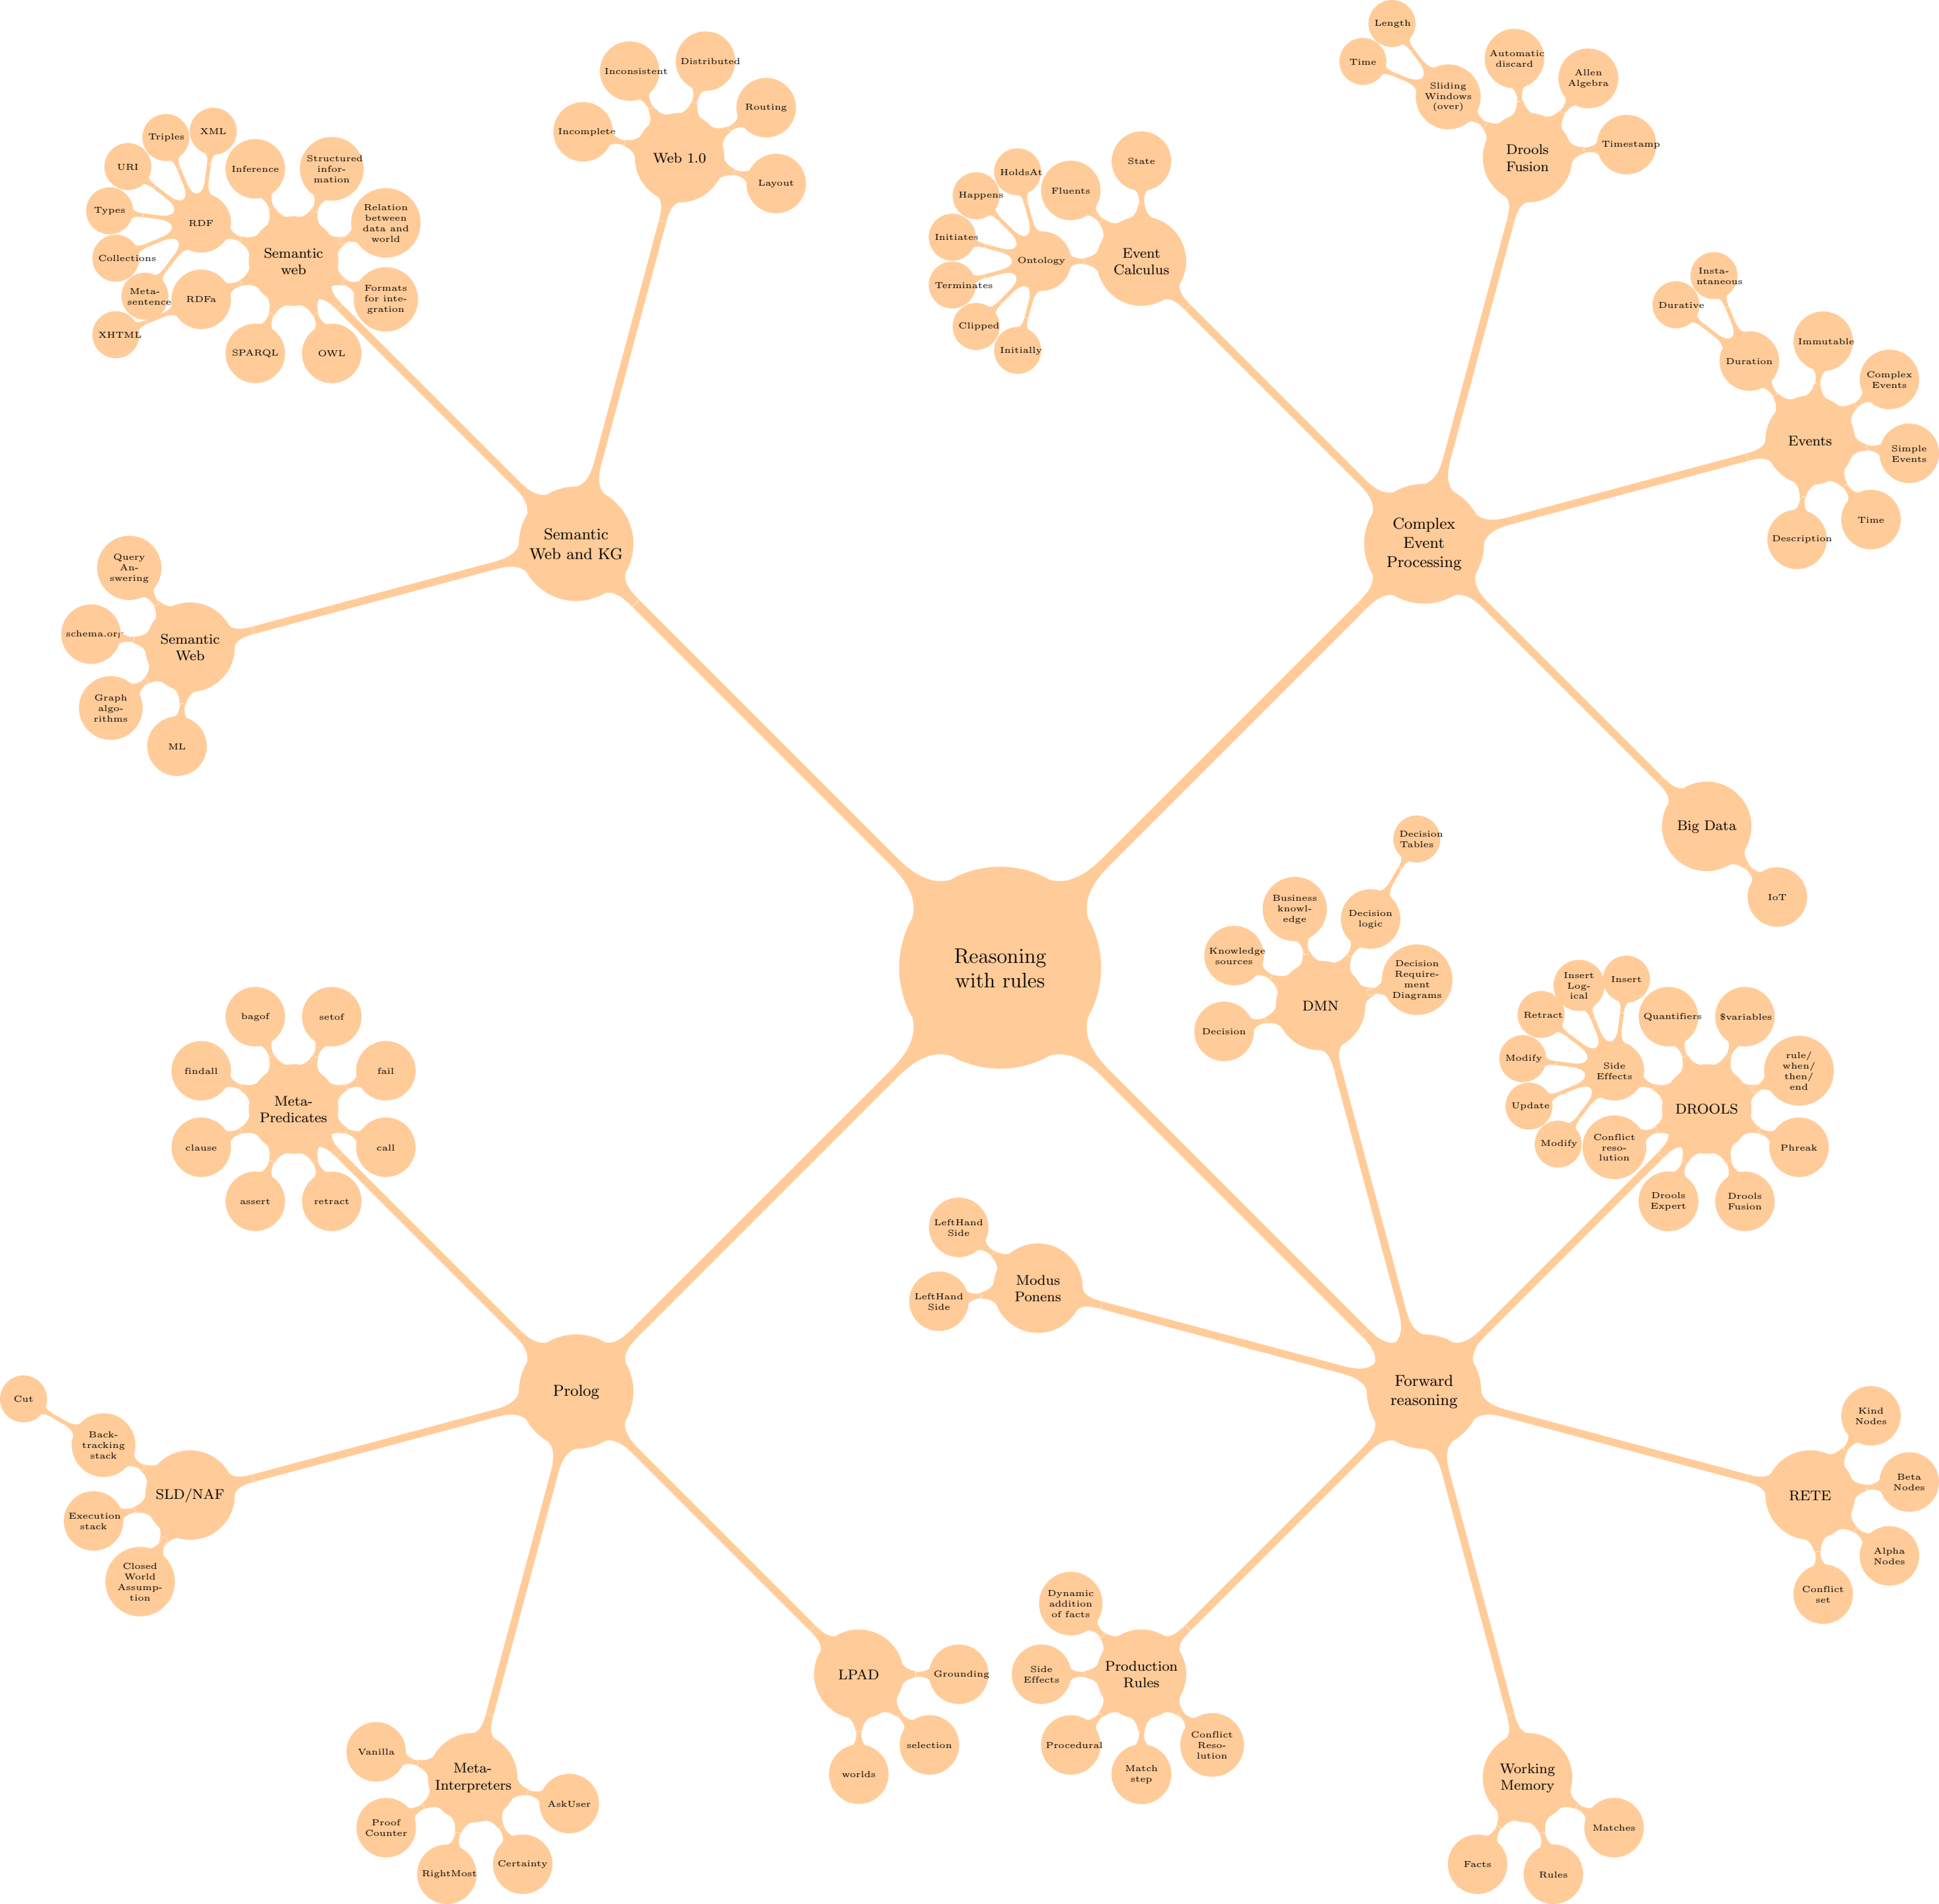 Reasoning
with rules
Semantic
Web and KG
Web 1.0
Incomplete
Inconsistent
Distributed
Routing
Layout
Semantic
web
Inference
Structured
infor-
mation
Relation
between
data and
world
Formats
for inte-
gration
OWL
SPARQL
RDFa
XHTML
RDF
XML
Triples
URI
Types
Collections
Meta-
sentence
Semantic
Web
Query
An-
swering
schema.org
Graph
algo-
rithms
ML
Complex
Event
Processing
Event
Calculus
State
Fluents
Ontology
HoldsAt
Happens
Initiates
Terminates
Clipped
Initially
Drools
Fusion
Sliding
Windows
(over)
Length
Time
Automatic
discard
Allen
Algebra
Timestamp
Events
Duration
Insta-
ntaneous
Durative
Immutable
Complex
Events
Simple
Events
Time
Description
Big Data
IoT
Prolog
Meta-
Predicates
bagof
setof
findall
fail
clause
call
assert
retract
SLD/NAF
Back-
tracking
stack
Cut
Execution
stack
Closed
World
Assump-
tion
Meta-
Interpreters
Vanilla
Proof
Counter
RightMost
Certainty
AskUser
LPAD
Grounding
selection
worlds
Forward
reasoning
DMN
Decision
Tables
Decision
logic
Business
knowl-
edge
Knowledge
sources
Decision
Decision
Require-
ment
Diagrams
DROOLS
Quantifiers
$variables
rule/
when/
then/
end
Phreak
Drools
Fusion
Drools
Expert
Conflict
reso-
lution
Side
Effects
Insert
Insert
Log-
ical
Retract
Modify
Update
Modify
Modus
Ponens
LeftHand
Side
LeftHand
Side
RETE
Kind
Nodes
Beta
Nodes
Alpha
Nodes
Conflict
set
Production
Rules
Dynamic
addition
of facts
Side
Effects
Procedural
Match
step
Conflict
Reso-
lution
Working
Memory
Facts
Rules
Matches